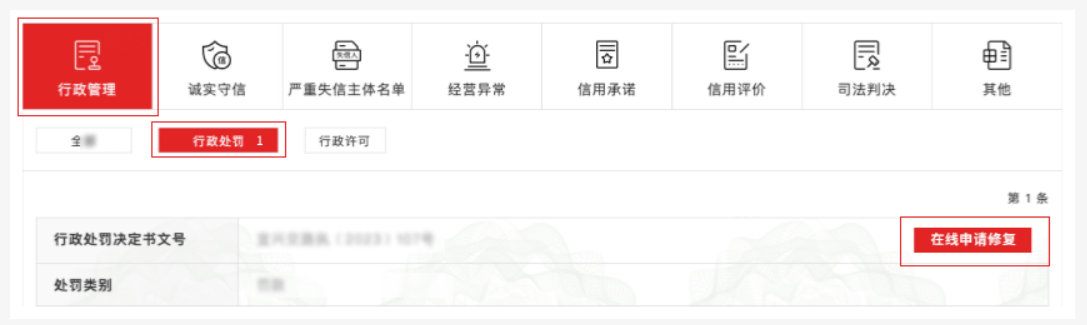 行政管理
诚实守信
严重失信主体名单
经营异常
信用承诺
信用评价
司法判决
其他
全
行政处罚 1
行政许可
第 1 条
行政处罚决定书文号
在线申请修复
处罚类别